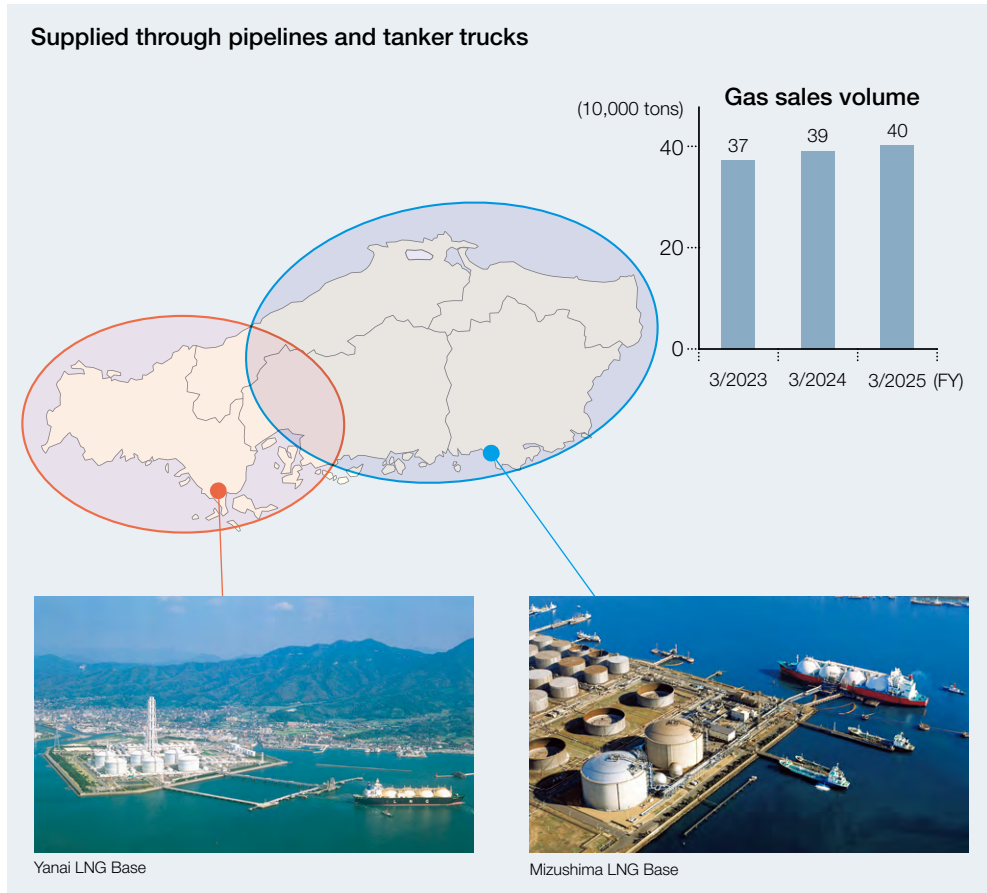 Supplied through pipelines and tanker trucks
Gas sales volume
(10,000 tons)
40
20
0
37
39
40
3/2023
3/2024
3/2025 (FY)
Yanai LNG Base
Mizushima LNG Base